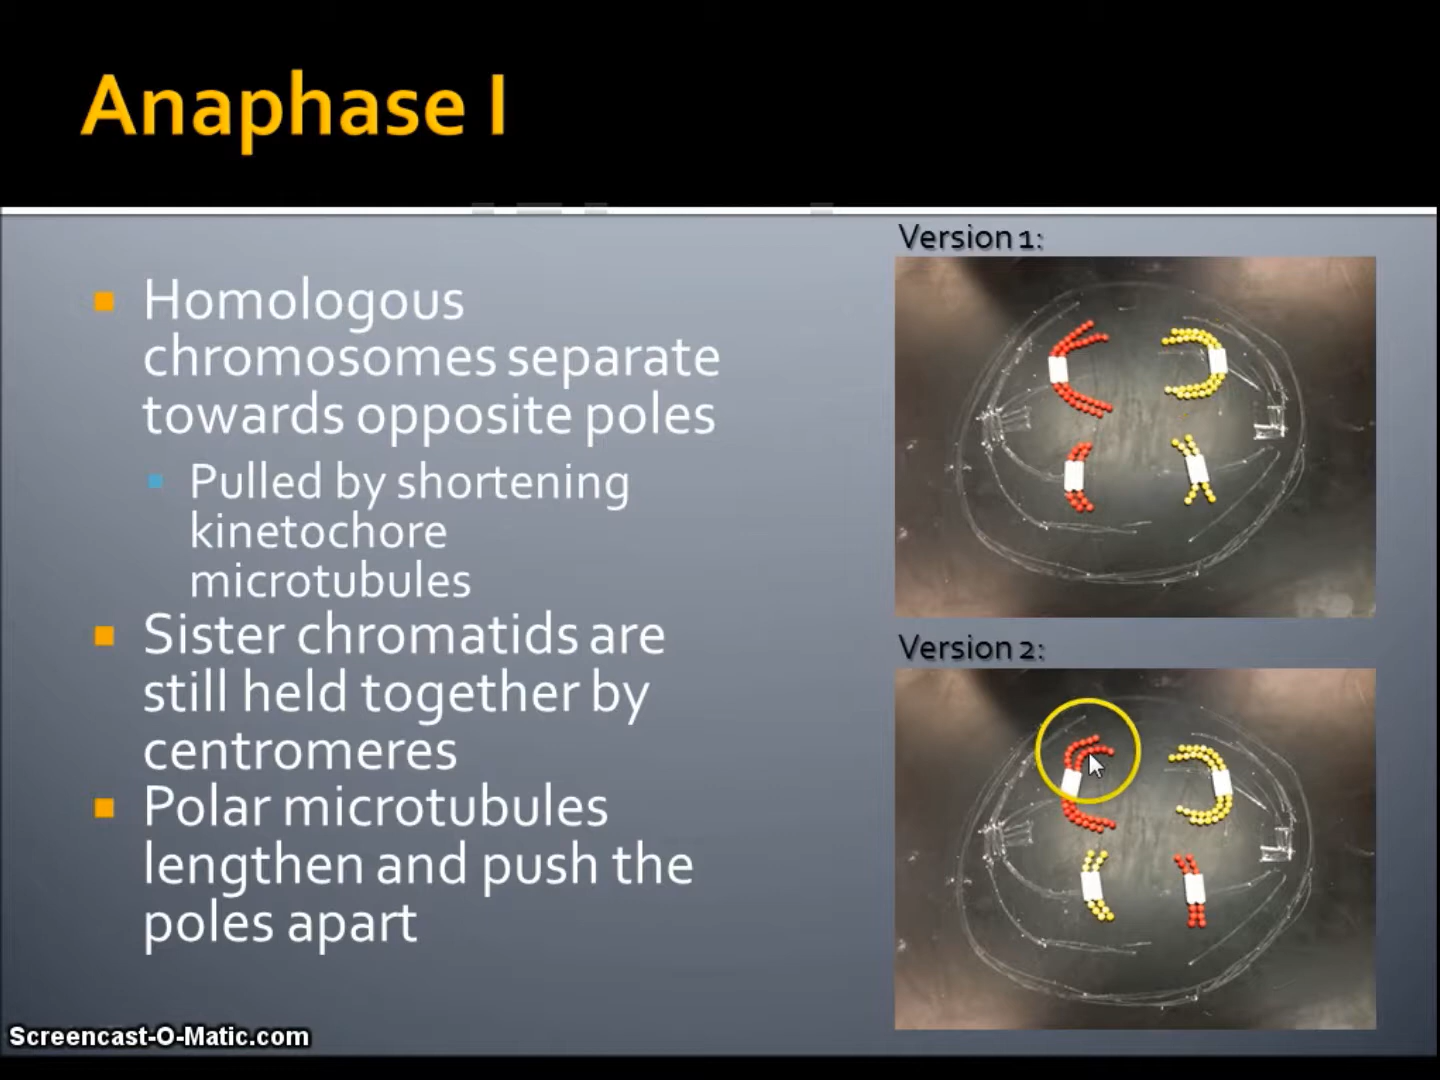 Anaphase I
Homologous
chromosomes separate
towards opposite poles
Pulled by shortening
kinetochore
microtubules
Sister chromatids are
still held together by
centromeres
Polar microtubules
lengthen and push the
poles apart
Version 1:
Version 2:
Screencast-O-Matic.com